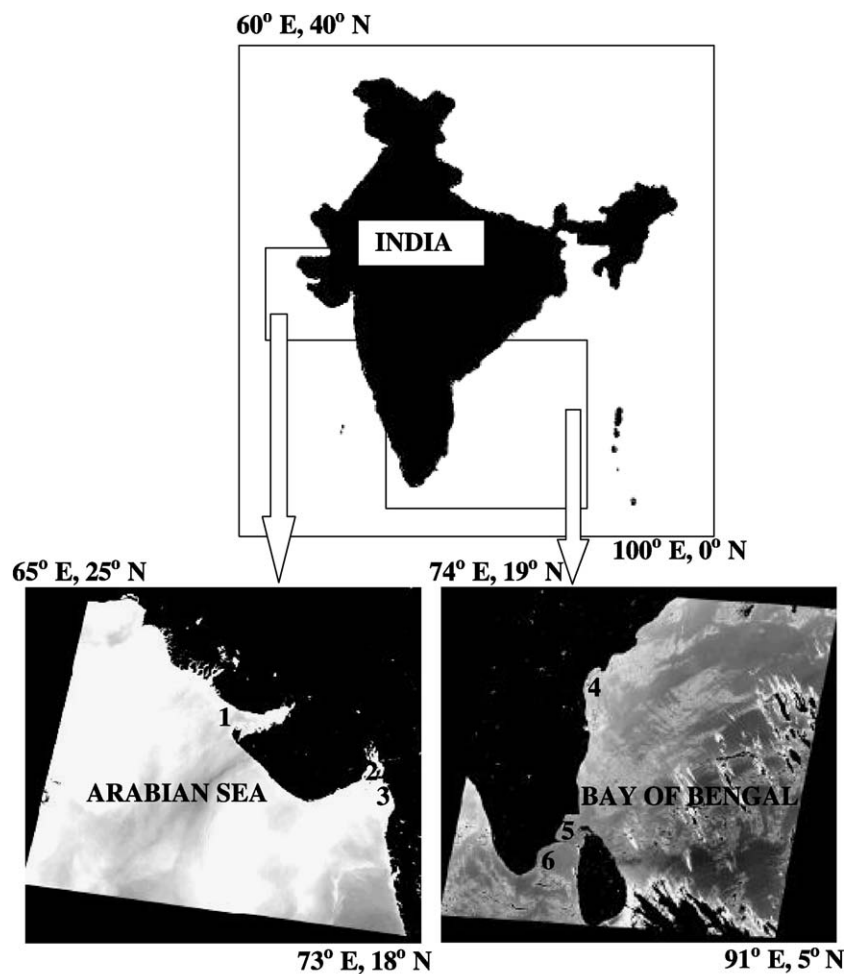 60° E, 40° N
INDIA
100° E, 0° N
65° E, 25° N
74° E, 19° N
1
2
3
ARABIAN SEA
4
BAY OF BENGAL
5
6
73° E, 18° N
91° E, 5° N